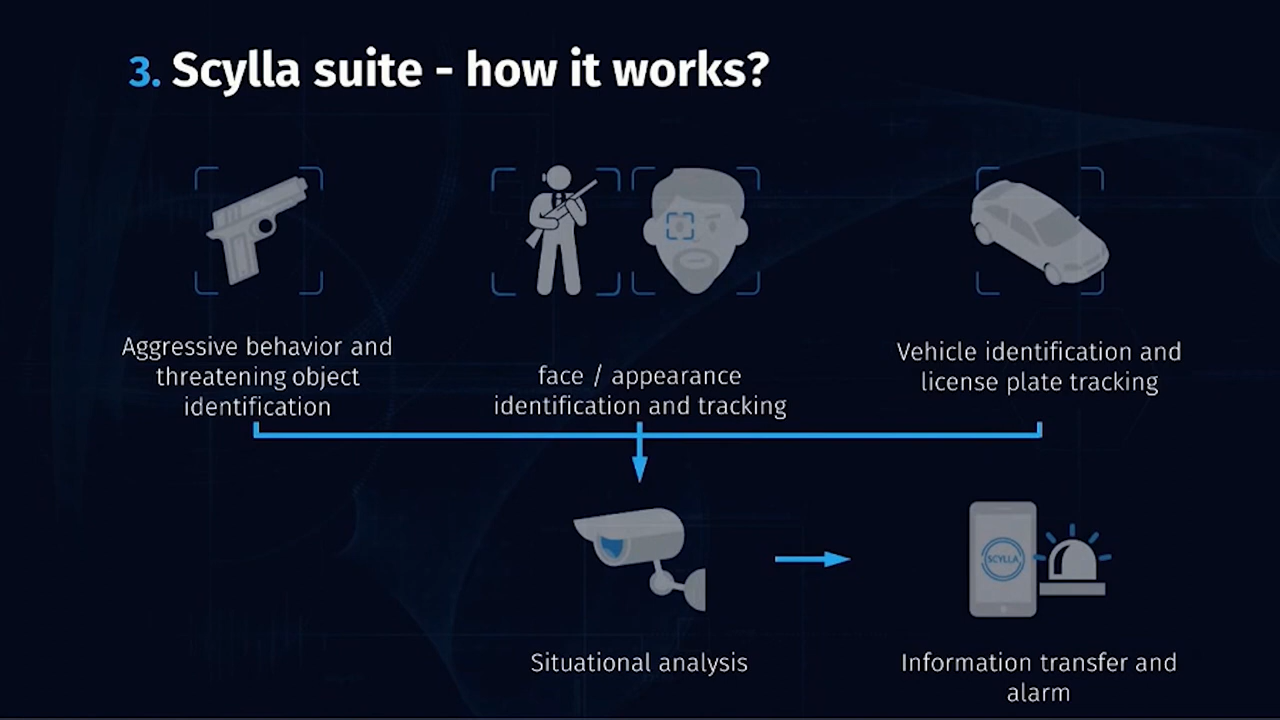 3. Scylla suite - how it works?
Aggressive behavior and
threatening object
identification
face / appearance
identification and tracking
Vehicle identification and
license plate tracking
Situational analysis
SCYLLA
Information transfer and
alarm